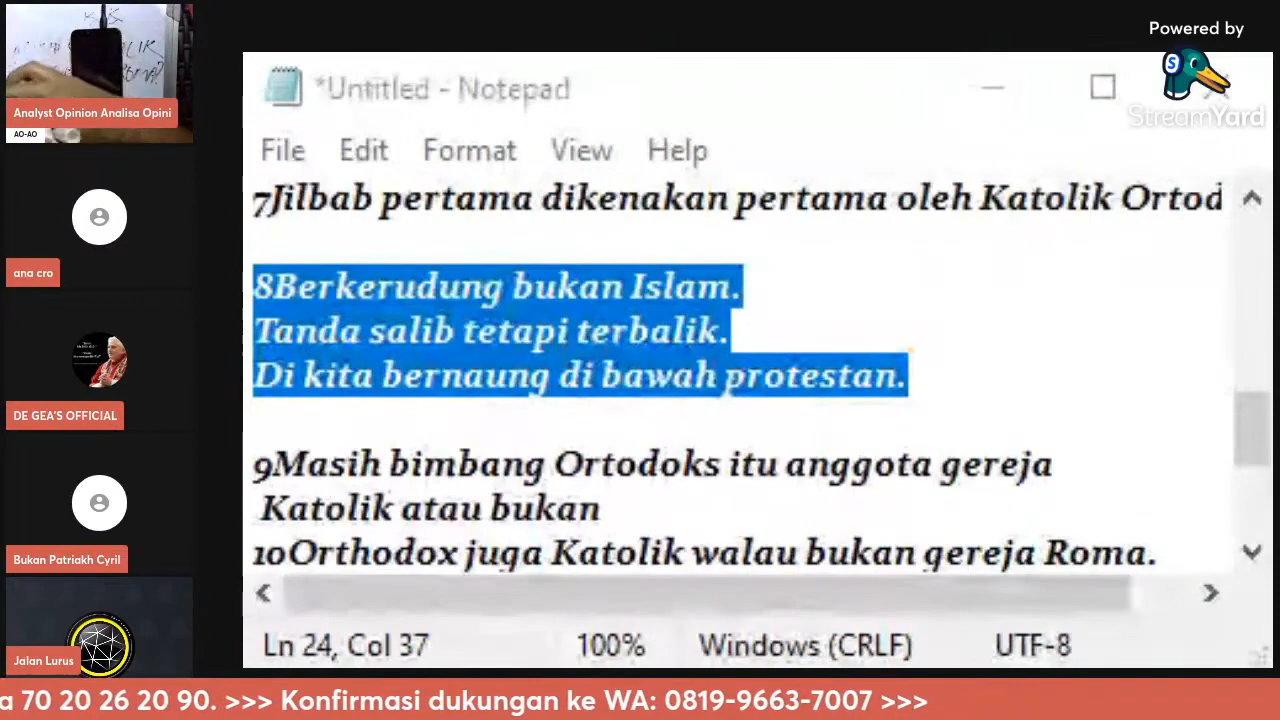 Powered by
StreamYard
Analyst Opinion Analisa Opini
AO-AO
ana cro
DE GEA'S OFFICIAL
Bukan Patriakh Cyril
Jalan Lurus
*Untitled - Notepad
File Edit Format View Help
7Jilbab pertama dikenakan pertama oleh Katolik Ortod
8Berkerudung bukan Islam.
Tanda salib tetapi terbalik.
Di kita bernaung di bawah protestan.
9Masih bimbang Ortodoks itu anggota gereja
Katolik atau bukan
10Orthodox juga Katolik walau bukan gereja Roma.
Ln 24, Col 37 100% Windows (CRLF) UTF-8
a 70 20 26 20 90. >>> Konfirmasi dukungan ke WA: 0819-9663-7007 >>>